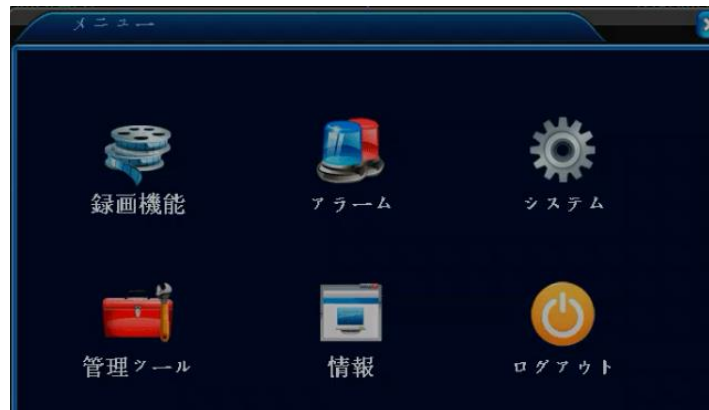 メニュー
録画機能
アラーム
システム
管理ツール
情報
ログアウト